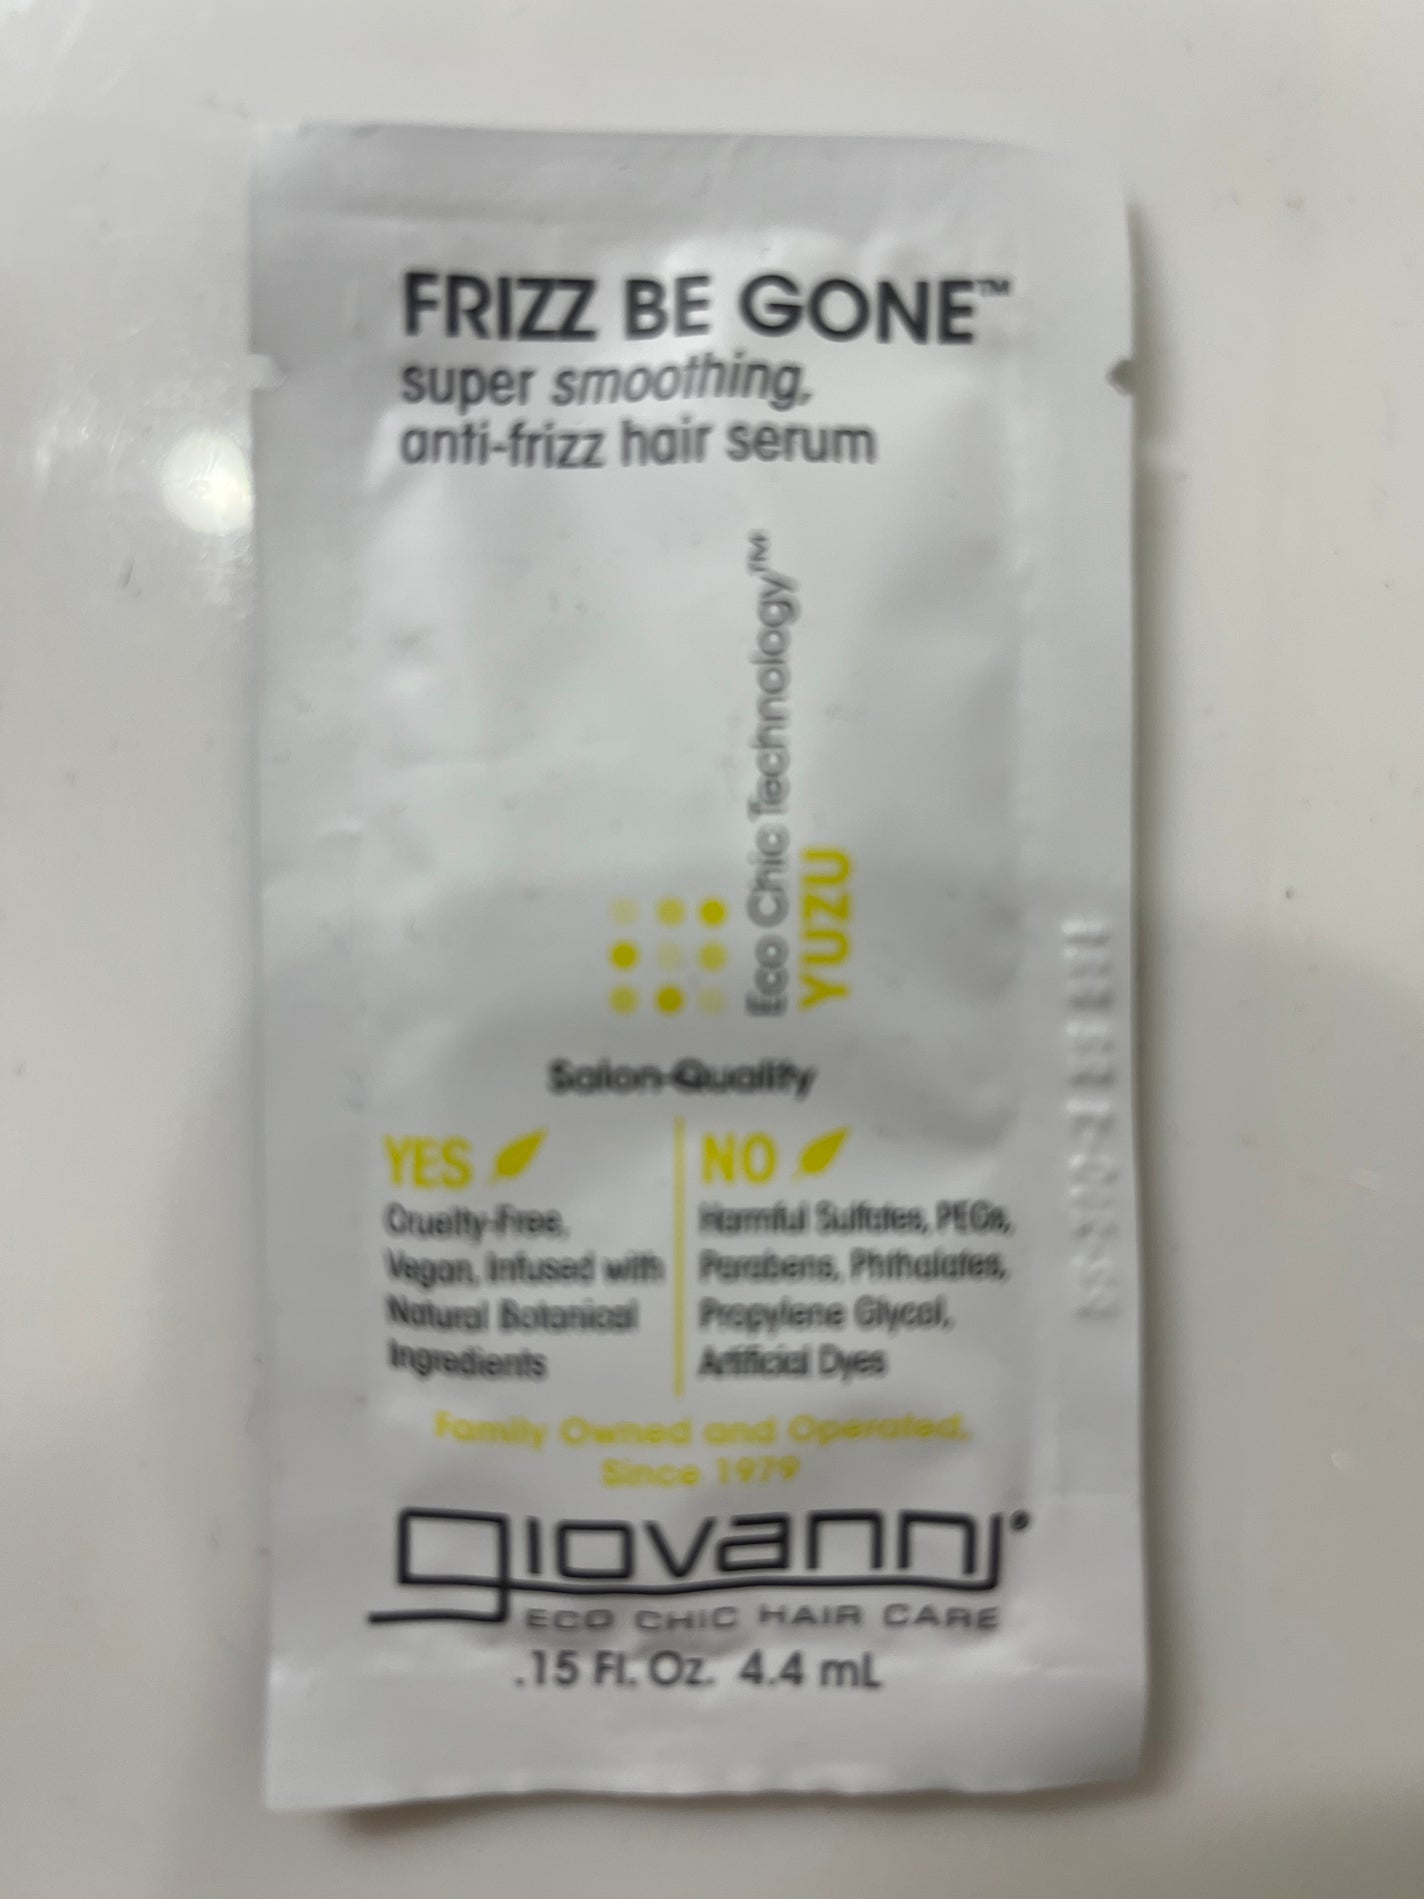 FRIZZ BE GONE™
super smoothing,
anti-frizz hair serum
Eco Chic Technology™
YUZU
Salon-Quality
YES
Cruelty-Free,
Vegan, Infused with
Natural Botanical
Ingredients
NO
Harmful Sulfates, PEGs,
Parabens, Phthalates,
Propylene Glycol,
Artificial Dyes
Family Owned and Operated,
Since 1979
giovanni®
ECO CHIC HAIR CARE
.15 Fl. Oz. 4.4 mL